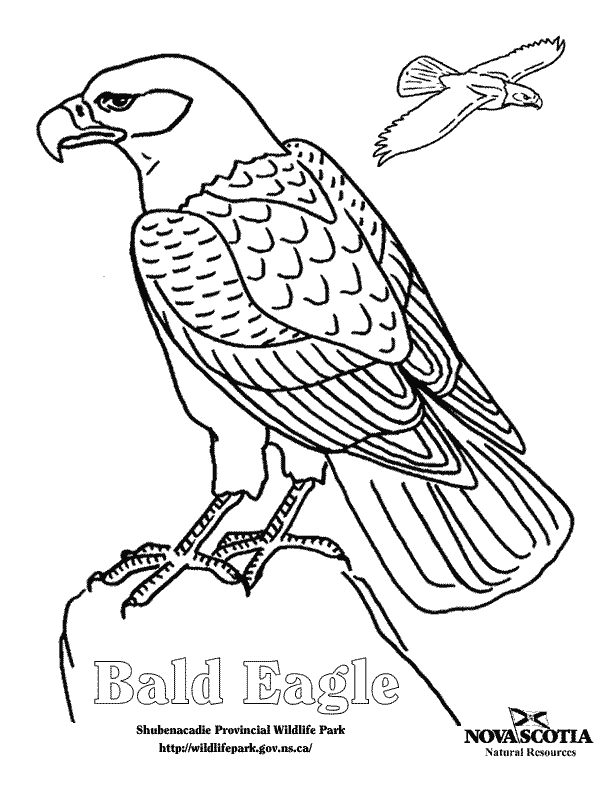 Bald Eagle
Shubenacadie Provincial Wildlife Park
http://wildlifepark.gov.ns.ca/
NOVA SCOTIA
Natural Resources